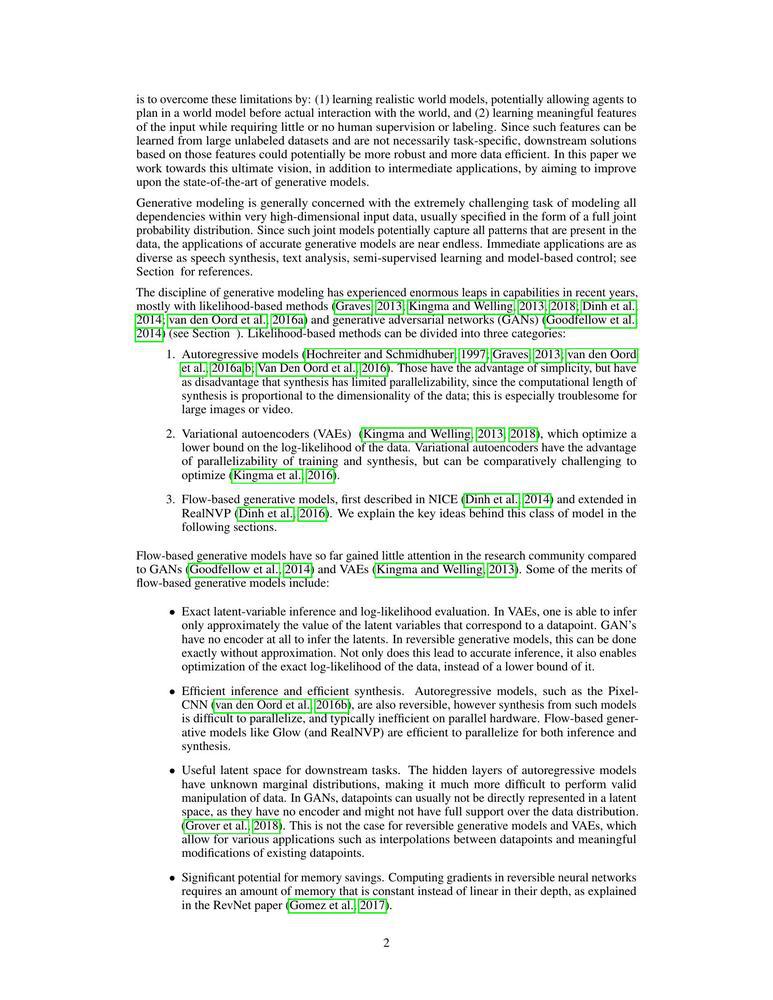 is to overcome these limitations by: (1) learning realistic world models, potentially allowing agents to
plan in a world model before actual interaction with the world, and (2) learning meaningful features
of the input while requiring little or no human supervision or labeling. Since such features can be
learned from large unlabeled datasets and are not necessarily task-specific, downstream solutions
based on those features could potentially be more robust and more data efficient. In this paper we
work towards this ultimate vision, in addition to intermediate applications, by aiming to improve
upon the state-of-the-art of generative models.
Generative modeling is generally concerned with the extremely challenging task of modeling all
dependencies within very high-dimensional input data, usually specified in the form of a full joint
probability distribution. Since such joint models potentially capture all patterns that are present in the
data, the applications of accurate generative models are near endless. Immediate applications are as
diverse as speech synthesis, text analysis, semi-supervised learning and model-based control; see
Section for references.
The discipline of generative modeling has experienced enormous leaps in capabilities in recent years,
mostly with likelihood-based methods (Graves, 2013; Kingma and Welling, 2013, 2018; Dinh et al.,
2014; van den Oord et al., 2016a) and generative adversarial networks (GANs) (Goodfellow et al.,
2014) (see Section ). Likelihood-based methods can be divided into three categories:
1. Autoregressive models (Hochreiter and Schmidhuber, 1997; Graves, 2013; van den Oord
et al., 2016a,b; Van Den Oord et al., 2016). Those have the advantage of simplicity, but have
as disadvantage that synthesis has limited parallelizability, since the computational length of
synthesis is proportional to the dimensionality of the data; this is especially troublesome for
large images or video.
2. Variational autoencoders (VAEs) (Kingma and Welling, 2013, 2018), which optimize a
lower bound on the log-likelihood of the data. Variational autoencoders have the advantage
of parallelizability of training and synthesis, but can be comparatively challenging to
optimize (Kingma et al., 2016).
3. Flow-based generative models, first described in NICE (Dinh et al., 2014) and extended in
RealNVP (Dinh et al., 2016). We explain the key ideas behind this class of model in the
following sections.
Flow-based generative models have so far gained little attention in the research community compared
to GANs (Goodfellow et al., 2014) and VAEs (Kingma and Welling, 2013). Some of the merits of
flow-based generative models include:
• Exact latent-variable inference and log-likelihood evaluation. In VAEs, one is able to infer
only approximately the value of the latent variables that correspond to a datapoint. GAN's
have no encoder at all to infer the latents. In reversible generative models, this can be done
exactly without approximation. Not only does this lead to accurate inference, it also enables
optimization of the exact log-likelihood of the data, instead of a lower bound of it.
• Efficient inference and efficient synthesis. Autoregressive models, such as the Pixel-
CNN (van den Oord et al., 2016b), are also reversible, however synthesis from such models
is difficult to parallelize, and typically inefficient on parallel hardware. Flow-based gener-
ative models like Glow (and RealNVP) are efficient to parallelize for both inference and
synthesis.
• Useful latent space for downstream tasks. The hidden layers of autoregressive models
have unknown marginal distributions, making it much more difficult to perform valid
manipulation of data. In GANs, datapoints can usually not be directly represented in a latent
space, as they have no encoder and might not have full support over the data distribution.
(Grover et al., 2018). This is not the case for reversible generative models and VAEs, which
allow for various applications such as interpolations between datapoints and meaningful
modifications of existing datapoints.
• Significant potential for memory savings. Computing gradients in reversible neural networks
requires an amount of memory that is constant instead of linear in their depth, as explained
in the RevNet paper (Gomez et al., 2017).
2